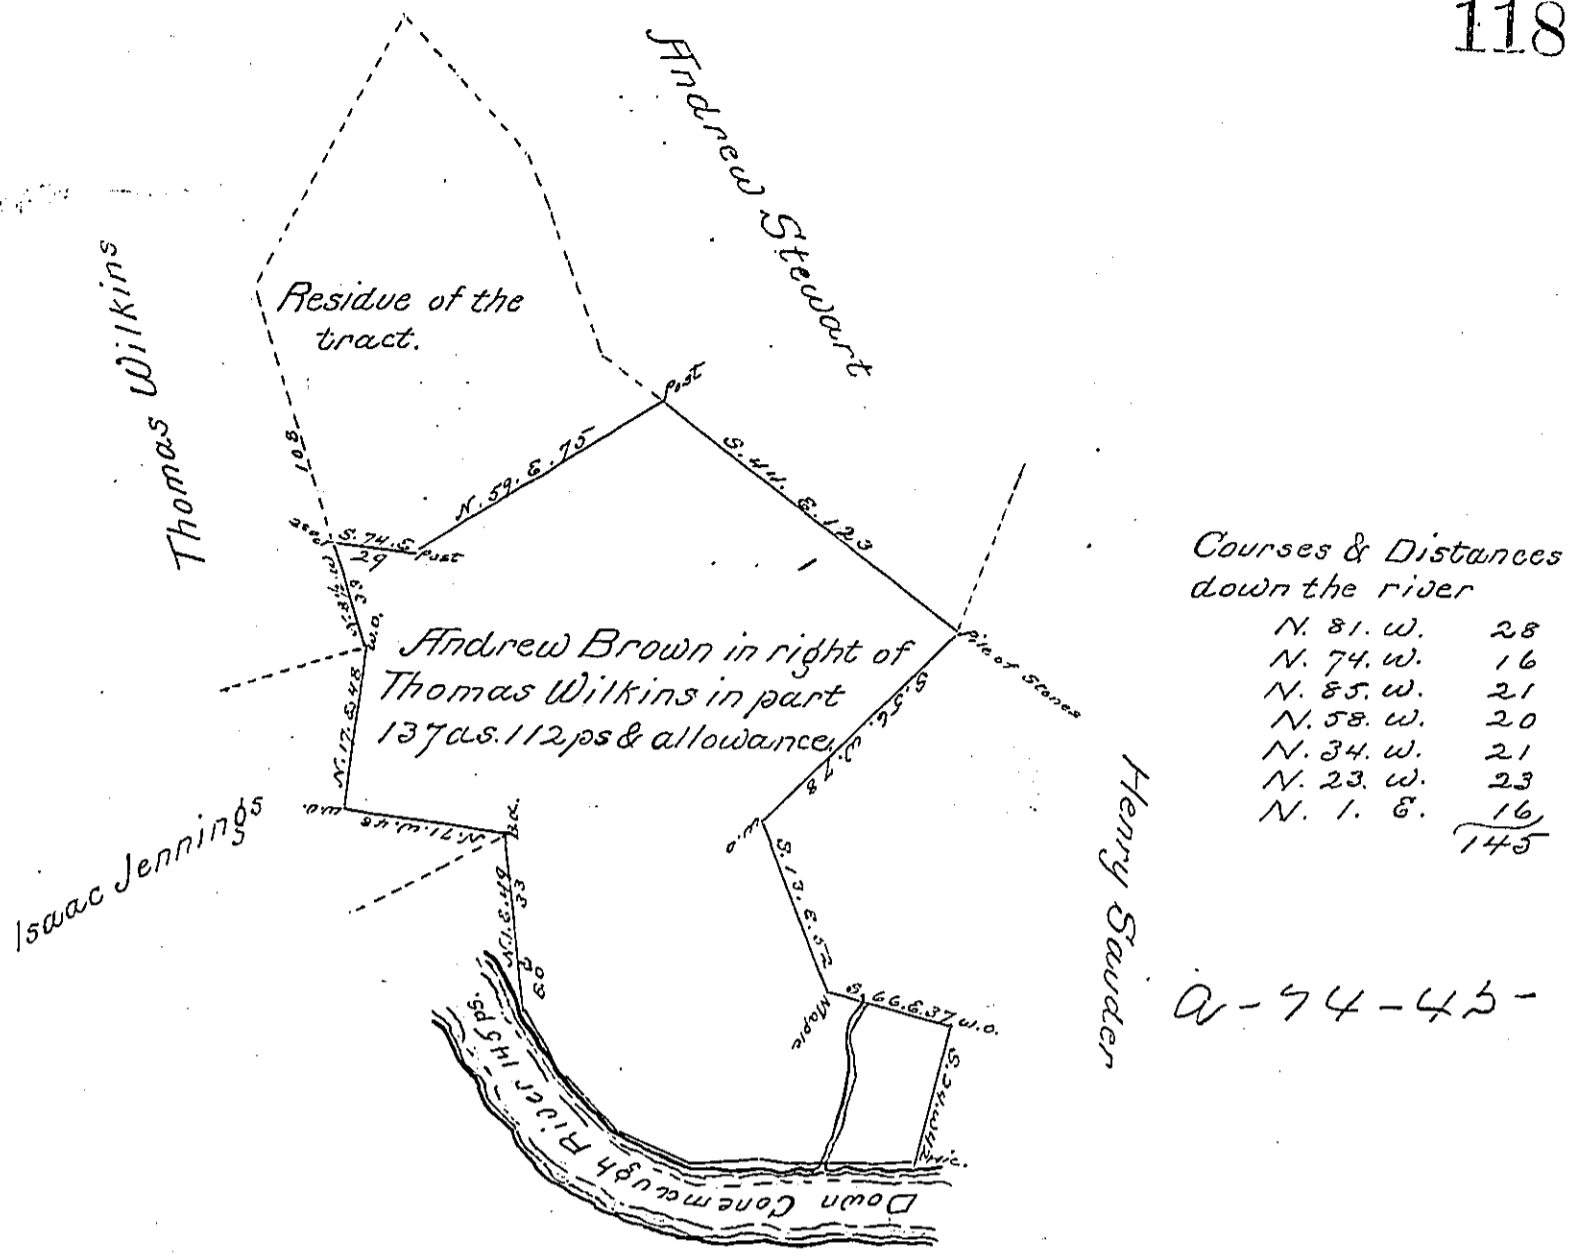 118
Andrew Stewart
Thomas Wilkins
Residue of the
tract.
108
Post
N. 59. E. 75
S. 44. E. 123
S. 74. E
29
Post
33
W.O.
Andrew Brown in right of
Thomas Wilkins in part
137 as. 112 ps & allowance.
Pile of Stones
S. 56. W. 78
N. 17. E. 48
W.O.
N. 71. W. 48
Isaac Jennings
N. 1. E. 49
33
W.O
S. 13. E. 52
Maple
S. 66. E. 37
W.O.
Hic.
Henry Sawder
Down Conemaugh River 145 ps.
Courses & Distances
down the river
N. 81. W. 28
N. 74. W. 16
N. 85. W. 21
N. 58. W. 20
N. 34. W. 21
N. 23. W. 23
N. 1. E. 16
145